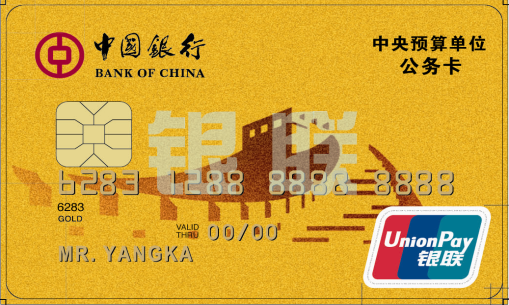 中国银行
BANK OF CHINA
中央预算单位
公务卡
银联
6283 1288 8888 8888
6283
GOLD
VALID
THRU
00/00
MR. YANGKA
UnionPay
银联